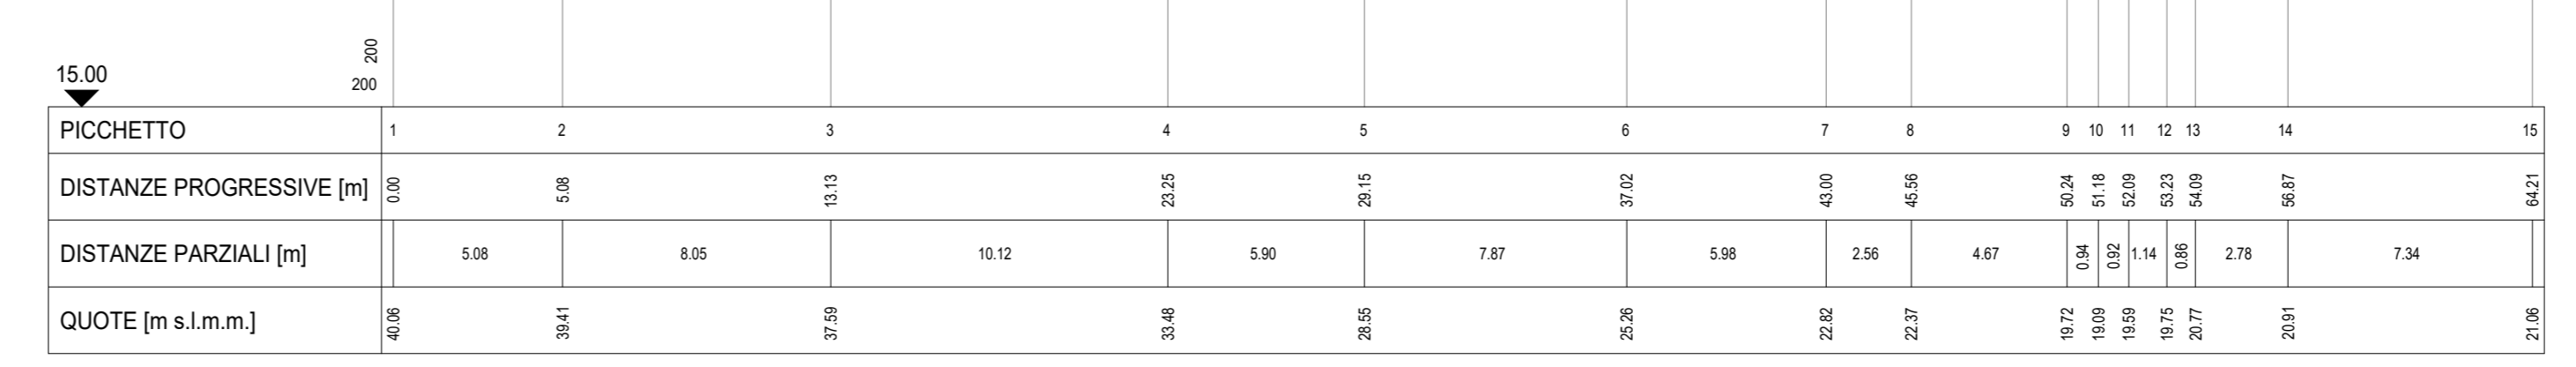 200
15.00
200
PICCHETTO 1 2 3 4 5 6 7 8 9 10 11 12 13 14 15
DISTANZE PROGRESSIVE [m] 0.00 5.08 13.13 23.25 29.15 37.02 43.00 45.56 50.24 51.18 52.09 53.23 54.09 56.87 64.21
DISTANZE PARZIALI [m] 5.08 8.05 10.12 5.90 7.87 5.98 2.56 4.67 0.94 0.92 1.14 0.86 2.78 7.34
QUOTE [m s.l.m.m.] 40.06 39.41 37.59 33.48 28.55 25.26 22.82 22.37 19.72 19.09 19.59 19.75 20.77 20.91 21.06